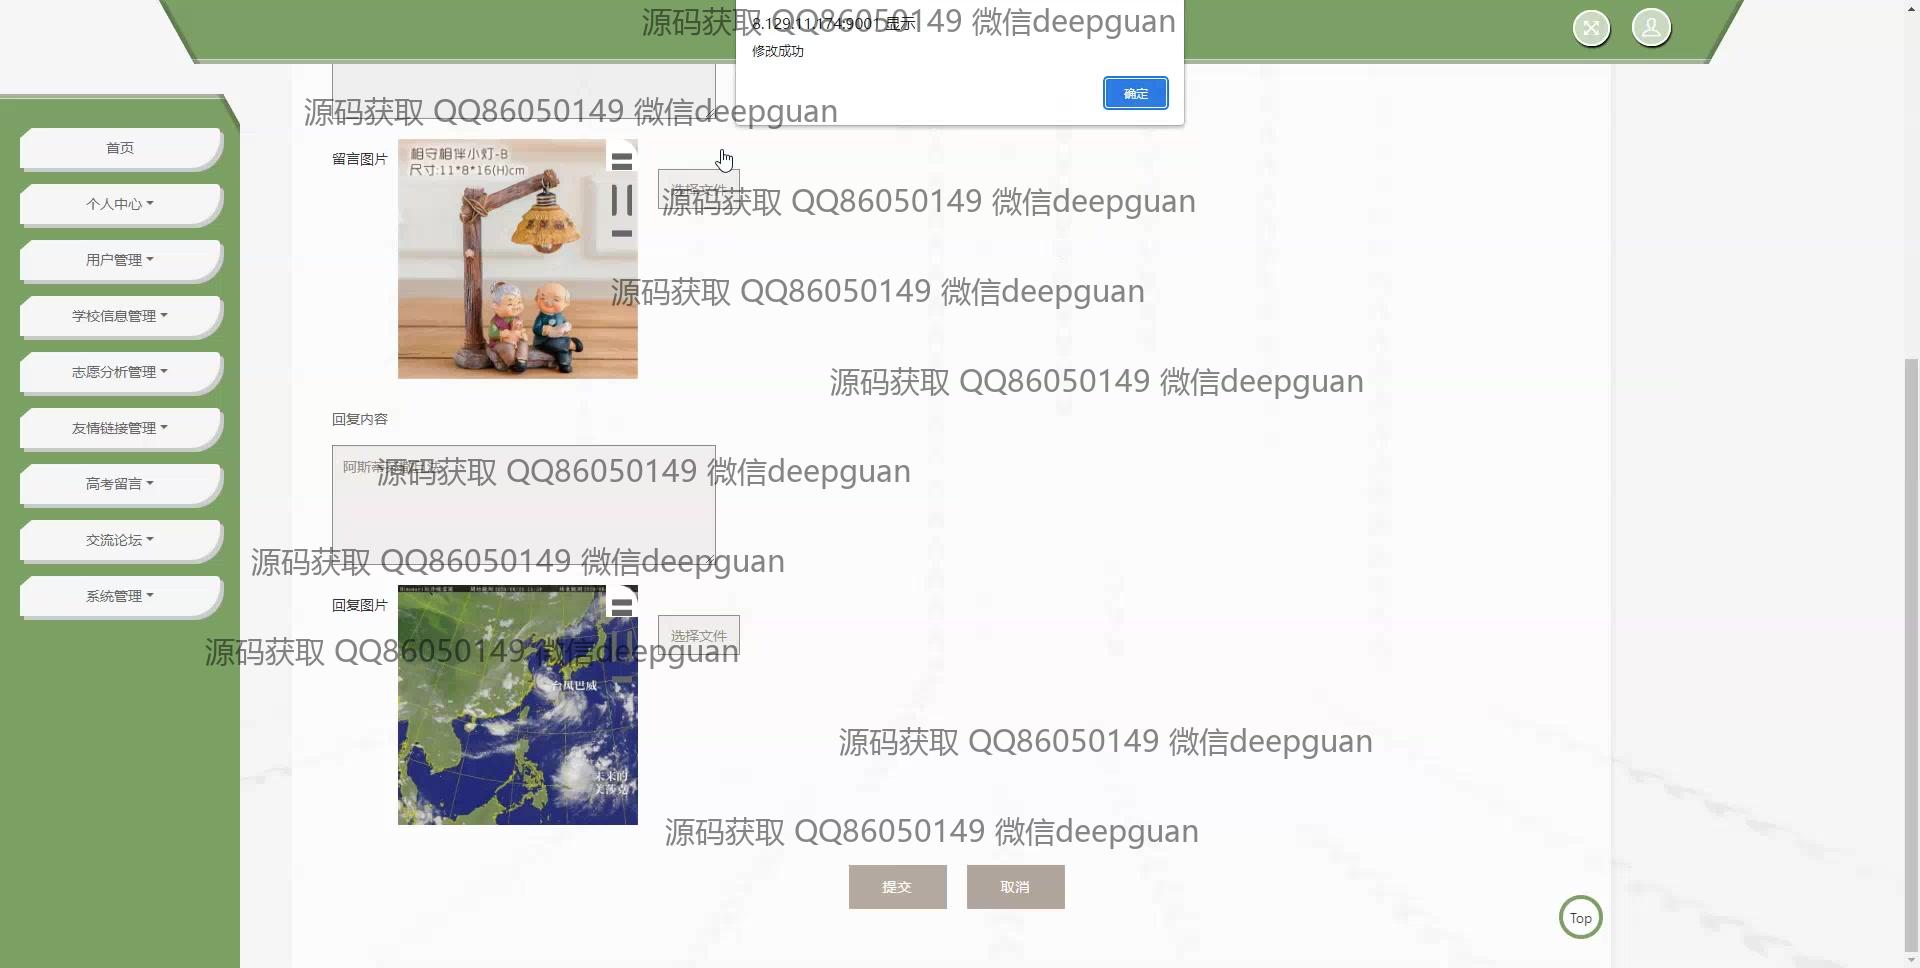 源码获取 QQ86050149 微信deepguan
8.129.11.174:9001 显示
修改成功
确定
源码获取 QQ86050149 微信deepguan
首页
个人中心
用户管理
学校信息管理
志愿分析管理
友情链接管理
高考留言
交流论坛
系统管理
留言图片
相守相伴小灯-B
尺寸:11*8*16(H)cm
选择文件
源码获取 QQ86050149 微信deepguan
源码获取 QQ86050149 微信deepguan
源码获取 QQ86050149 微信deepguan
回复内容
阿斯蒂
源码获取 QQ86050149 微信deepguan
源码获取 QQ86050149 微信deepguan
回复图片
选择文件
源码获取 QQ86050149 微信deepguan
台风巴威
未来的
美莎克
源码获取 QQ86050149 微信deepguan
源码获取 QQ86050149 微信deepguan
提交
取消
Top